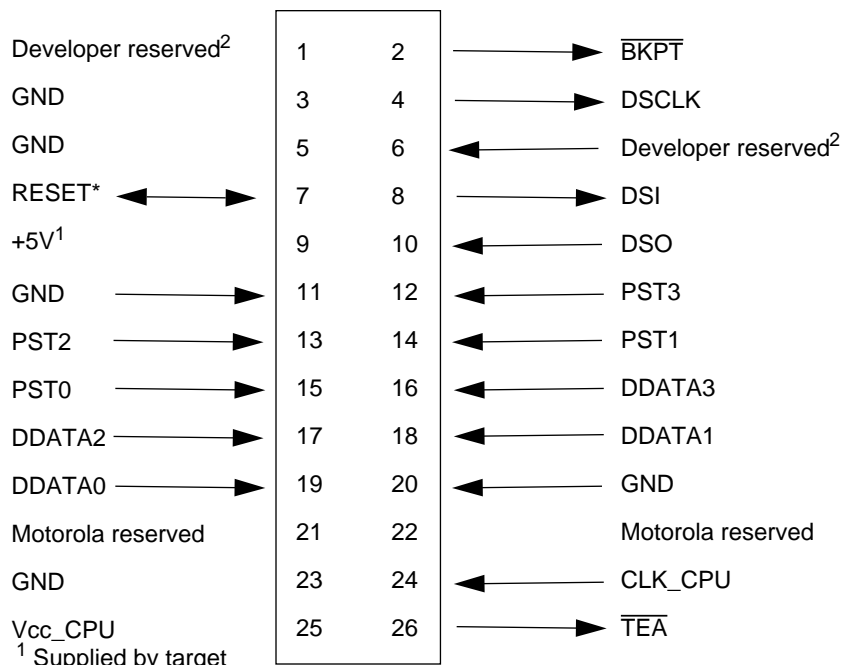 Developer reserved² 1 2 B̅K̅P̅T̅
GND 3 4 DSCLK
GND 5 6 Developer reserved²
RESET* 7 8 DSI
+5V¹ 9 10 DSO
GND 11 12 PST3
PST2 13 14 PST1
PST0 15 16 DDATA3
DDATA2 17 18 DDATA1
DDATA0 19 20 GND
Motorola reserved 21 22 Motorola reserved
GND 23 24 CLK_CPU
Vcc_CPU 25 26 T̅E̅A̅
¹ Supplied by target